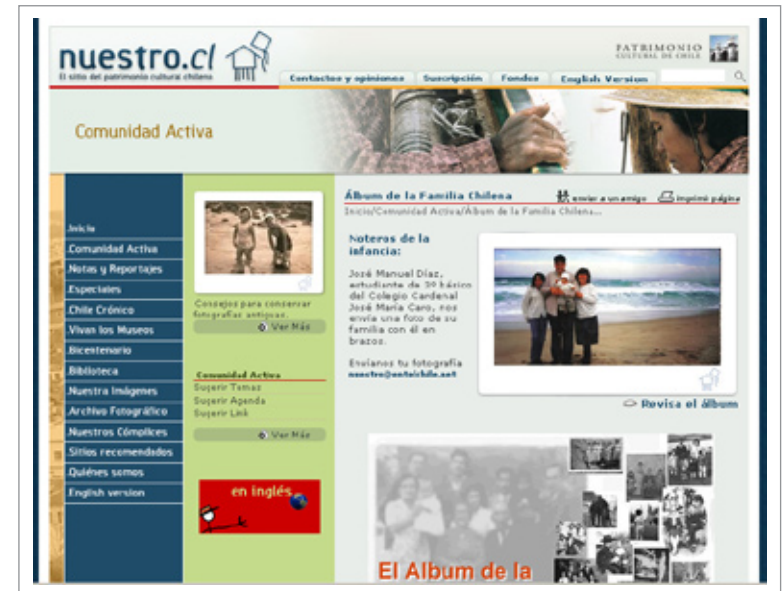 nuestro.cl
El sitio del patrimonio cultural chileno
PATRIMONIO
CULTURAL DE CHILE
Contactos y opiniones
Suscripción
Fondos
English Version
Comunidad Activa
.Inicio
.Comunidad Activa
.Notas y Reportajes
.Especiales
.Chile Crónico
.Vivan los Museos
.Bicentenario
.Biblioteca
.Nuestra Imágenes
.Archivo Fotográfico
.Nuestros Cómplices
.Sitios recomendados
.Quiénes somos
.English version
Consejos para conservar
fotografías antiguas.
Ver Más
Comunidad Activa
Sugerir Temas
Sugerir Agenda
Sugerir Link
Ver Más
en inglés
Álbum de la Familia Chilena
enviar a un amigo
imprimir página
Inicio/Comunidad Activa/Álbum de la Familia Chilena...
Noteros de la
infancia:
José Manuel Díaz,
estudiante de 3º básico
del Colegio Cardenal
José María Caro, nos
envía una foto de su
familia con él en
brazos.
Envíanos tu fotografía
Revisa el álbum
El Album de la